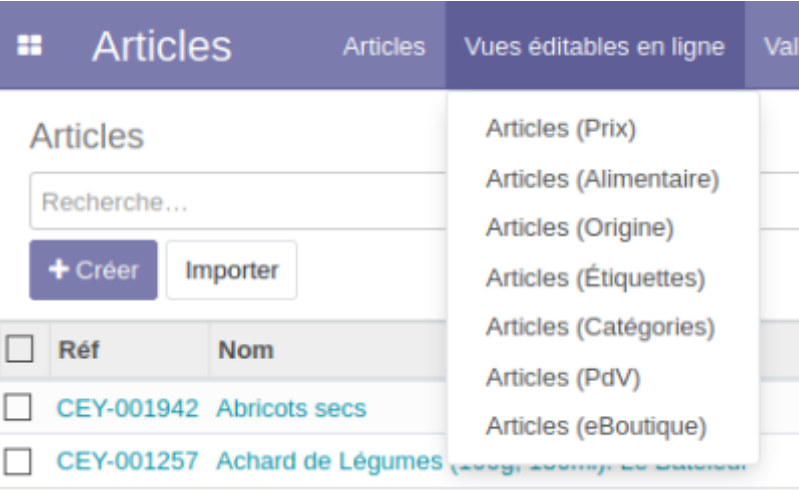 Articles Articles Vues éditables en ligne Val
Articles
Recherche...
+ Créer Importer
Articles (Prix)
Articles (Alimentaire)
Articles (Origine)
Articles (Étiquettes)
Articles (Catégories)
Articles (PdV)
Articles (eBoutique)
Réf Nom
CEY-001942 Abricots secs
CEY-001257 Achard de Légumes